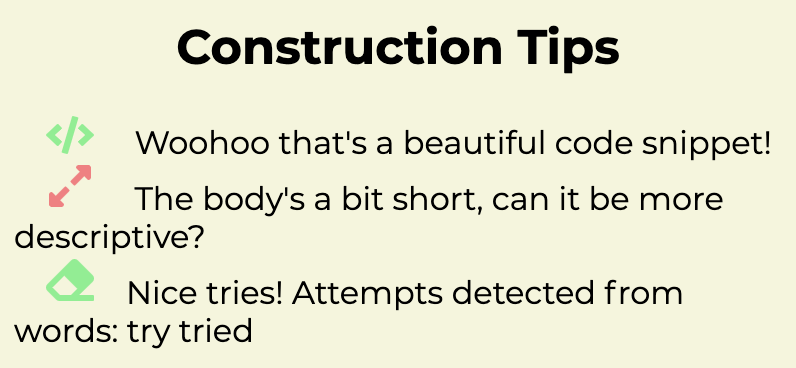 Construction Tips
Woohoo that's a beautiful code snippet!
The body's a bit short, can it be more
descriptive?
Nice tries! Attempts detected from
words: try tried